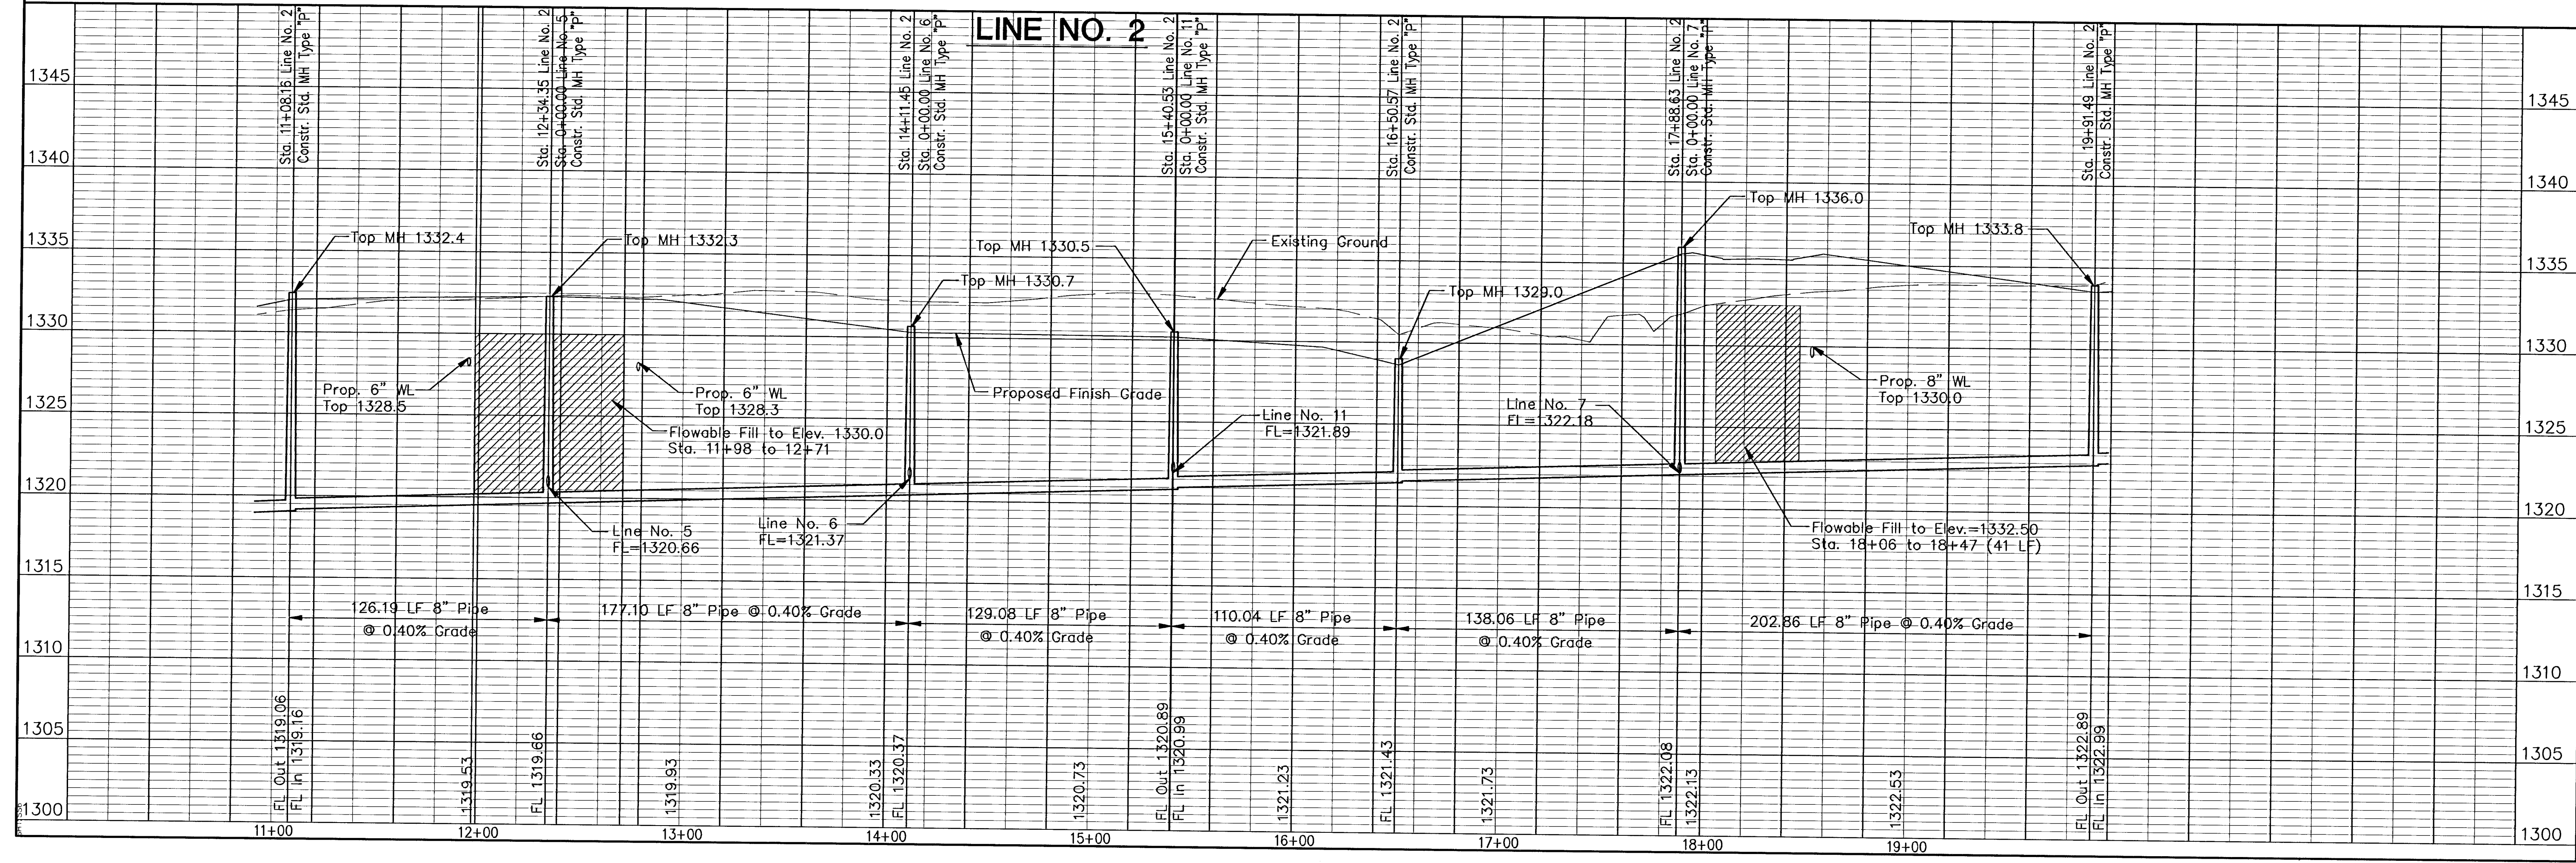 LINE NO. 2
Sta. 11+08.16 Line No. 2
Constr. Std. MH Type "P"
Sta. 12+34.35 Line No. 2
Sta. 0+00.00 Line No. 5
Constr. Std. MH Type "P"
Sta. 14+11.45 Line No. 2
Sta. 0+00.00 Line No. 6
Constr. Std. MH Type "P"
Sta. 15+40.53 Line No. 2
Sta. 0+00.00 Line No. 11
Constr. Std. MH Type "P"
Sta. 16+50.57 Line No. 2
Constr. Std. MH Type "P"
Sta. 17+88.63 Line No. 2
Sta. 0+00.00 Line No. 7
Constr. Std. MH Type "P"
Sta. 19+91.49 Line No. 2
Constr. Std. MH Type "P"
1345
1340
1335
1330
1325
1320
1315
1310
1305
1300
Top MH 1332.4
Top MH 1332.3
Top MH 1330.5
Top MH 1330.7
Existing Ground
Top MH 1329.0
Top MH 1336.0
Top MH 1333.8
Prop. 6" WL
Top 1328.5
Prop. 6" WL
Top 1328.3
Flowable Fill to Elev. 1330.0
Sta. 11+98 to 12+71
Proposed Finish Grade
Line No. 11
FL=1321.89
Line No. 7
FL=1322.18
Prop. 8" WL
Top 1330.0
Line No. 5
FL=1320.66
Line No. 6
FL=1321.37
Flowable Fill to Elev.=1332.50
Sta. 18+06 to 18+47 (41 LF)
126.19 LF 8" Pipe
@ 0.40% Grade
177.10 LF 8" Pipe @ 0.40% Grade
129.08 LF 8" Pipe
@ 0.40% Grade
110.04 LF 8" Pipe
@ 0.40% Grade
138.06 LF 8" Pipe
@ 0.40% Grade
202.86 LF 8" Pipe @ 0.40% Grade
FL Out 1319.06
FL In 1319.16
1319.53
FL 1319.66
1319.93
1320.33
FL 1320.37
1320.73
FL Out 1320.89
FL In 1320.99
1321.23
FL 1321.43
1321.73
FL 1322.08
1322.13
1322.53
FL Out 1322.89
FL In 1322.99
11+00
12+00
13+00
14+00
15+00
16+00
17+00
18+00
19+00
1345
1340
1335
1330
1325
1320
1315
1310
1305
1300